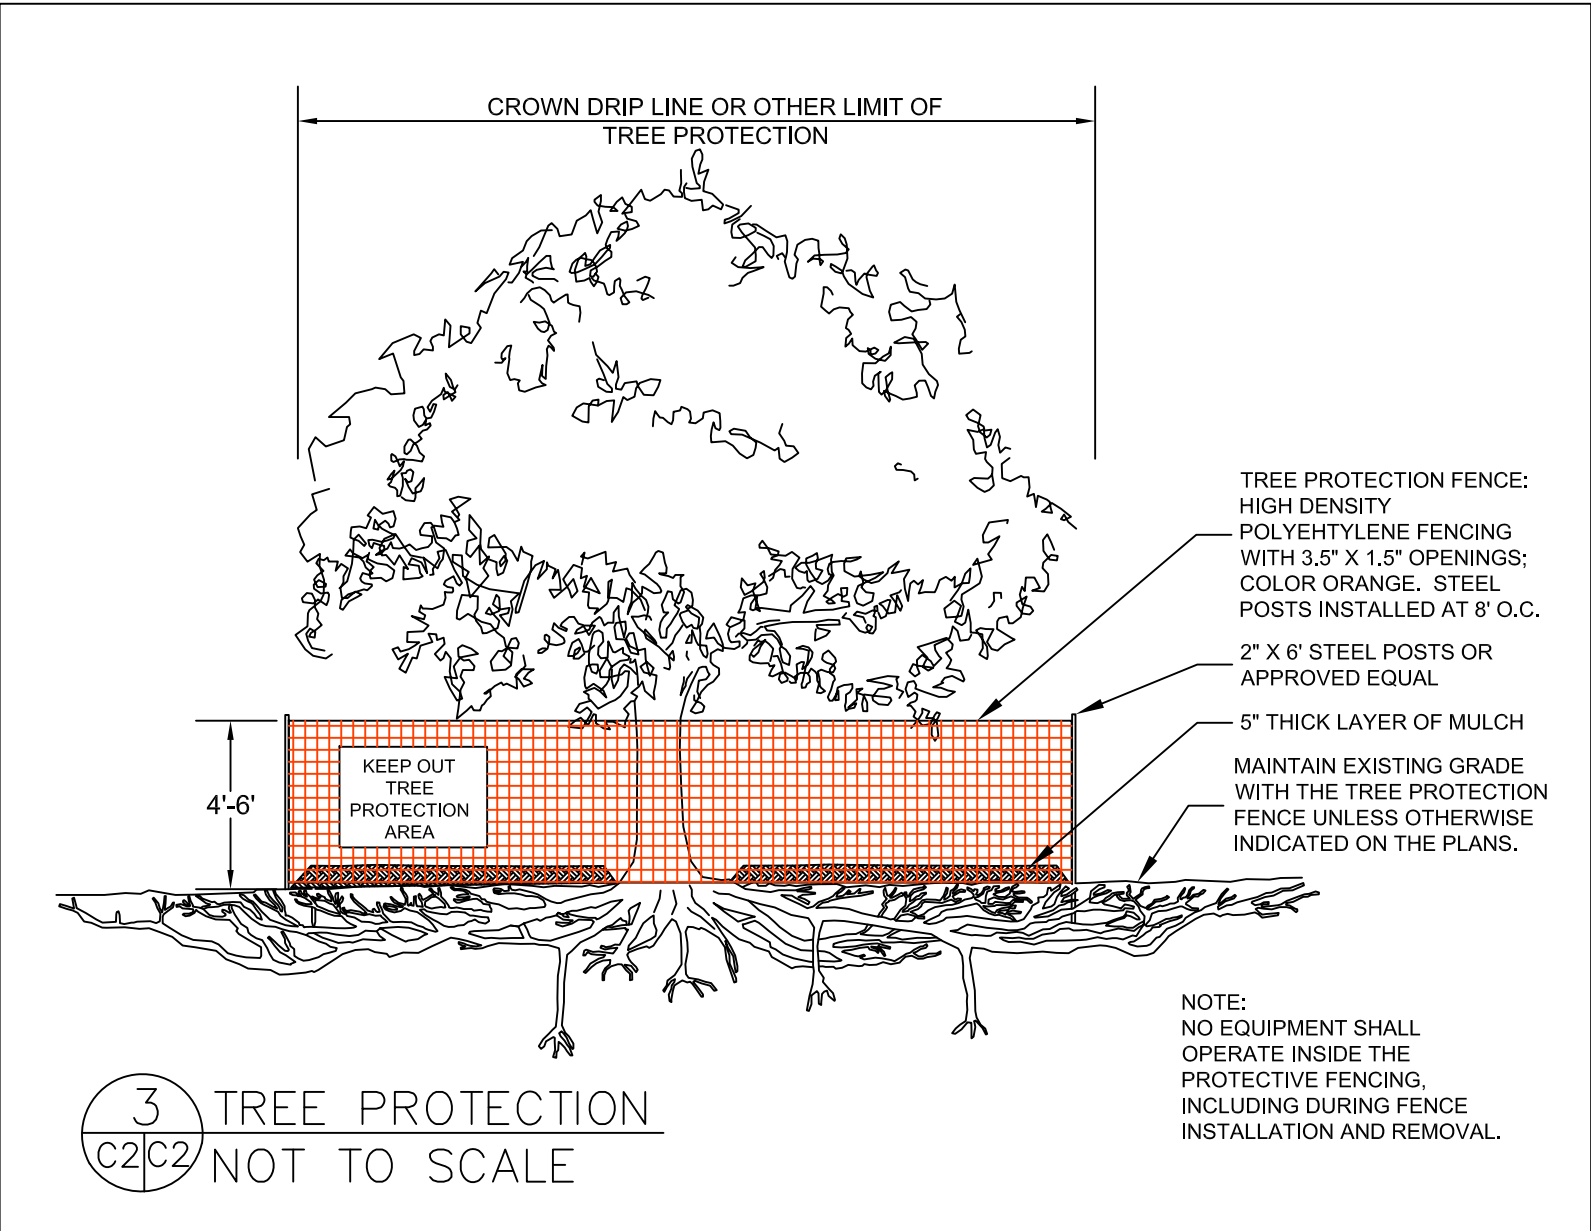 CROWN DRIP LINE OR OTHER LIMIT OF
TREE PROTECTION
TREE PROTECTION FENCE:
HIGH DENSITY
POLYEHTYLENE FENCING
WITH 3.5" X 1.5" OPENINGS;
COLOR ORANGE. STEEL
POSTS INSTALLED AT 8' O.C.
2" X 6' STEEL POSTS OR
APPROVED EQUAL
5" THICK LAYER OF MULCH
MAINTAIN EXISTING GRADE
WITH THE TREE PROTECTION
FENCE UNLESS OTHERWISE
INDICATED ON THE PLANS.
KEEP OUT
TREE
PROTECTION
AREA
4'-6'
NOTE:
NO EQUIPMENT SHALL
OPERATE INSIDE THE
PROTECTIVE FENCING,
INCLUDING DURING FENCE
INSTALLATION AND REMOVAL.
3
C2 C2
TREE PROTECTION
NOT TO SCALE